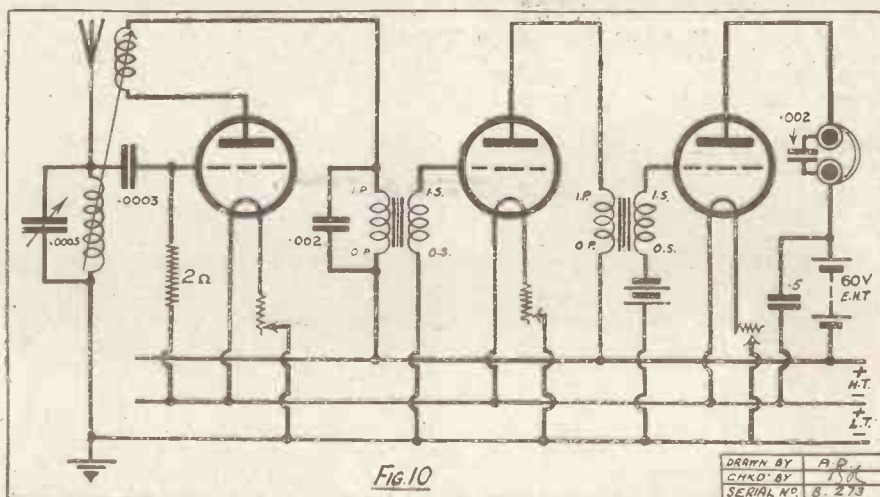 .002
.0003
.0005
2Ω
.002
I.P.
O.P.
I.S.
O.S.
I.P.
O.P.
I.S.
O.S.
.5
60V
E.H.T
+
H.T.
-
+
L.T.
-
FIG.10
DRAWN BY A.R.
CHKD BY
SERIAL NO. B. 273